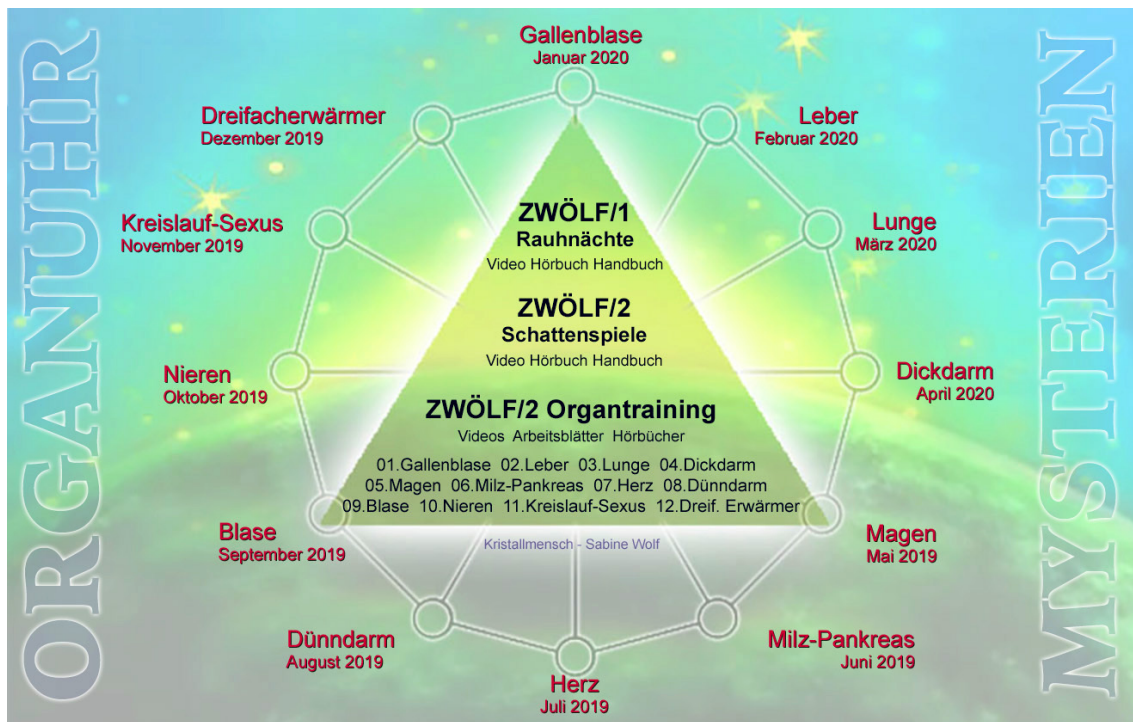 ORGANUHR
MYSTERIEN
Gallenblase
Januar 2020
Leber
Februar 2020
Lunge
März 2020
Dickdarm
April 2020
Magen
Mai 2019
Milz-Pankreas
Juni 2019
Herz
Juli 2019
Dünndarm
August 2019
Blase
September 2019
Nieren
Oktober 2019
Kreislauf-Sexus
November 2019
Dreifacherwärmer
Dezember 2019
ZWÖLF/1
Rauhnächte
Video Hörbuch Handbuch
ZWÖLF/2
Schattenspiele
Video Hörbuch Handbuch
ZWÖLF/2 Organtraining
Videos Arbeitsblätter Hörbücher
01.Gallenblase 02.Leber 03.Lunge 04.Dickdarm
05.Magen 06.Milz-Pankreas 07.Herz 08.Dünndarm
09.Blase 10.Nieren 11.Kreislauf-Sexus 12.Dreif. Erwärmer
Kristallmensch - Sabine Wolf